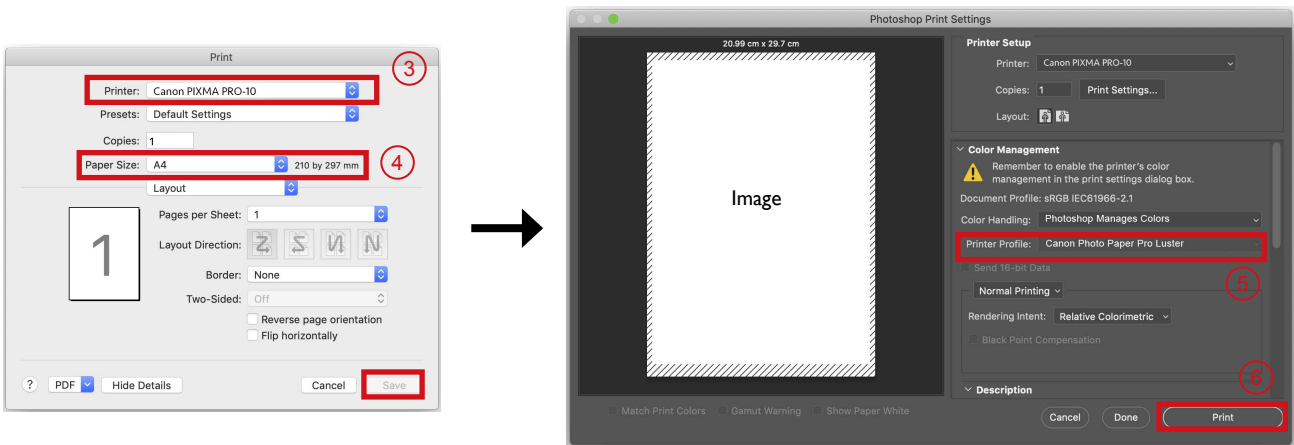 Print
3
Printer: Canon PIXMA PRO-10
Presets: Default Settings
Copies: 1
Paper Size: A4 210 by 297 mm
4
Layout
1
Pages per Sheet: 1
Layout Direction:
Border: None
Two-Sided: Off
Reverse page orientation
Flip horizontally
? PDF Hide Details Cancel Save
Photoshop Print Settings
20.99 cm x 29.7 cm
Image
Match Print Colors Gamut Warning Show Paper White
Printer Setup
Printer: Canon PIXMA PRO-10
Copies: 1 Print Settings...
Layout:
Color Management
Remember to enable the printer's color
management in the print settings dialog box.
Document Profile: sRGB IEC61966-2.1
Color Handling: Photoshop Manages Colors
Printer Profile: Canon Photo Paper Pro Luster
Send 16-bit Data
5
Normal Printing
Rendering Intent: Relative Colorimetric
Black Point Compensation
6
Description
Cancel Done Print